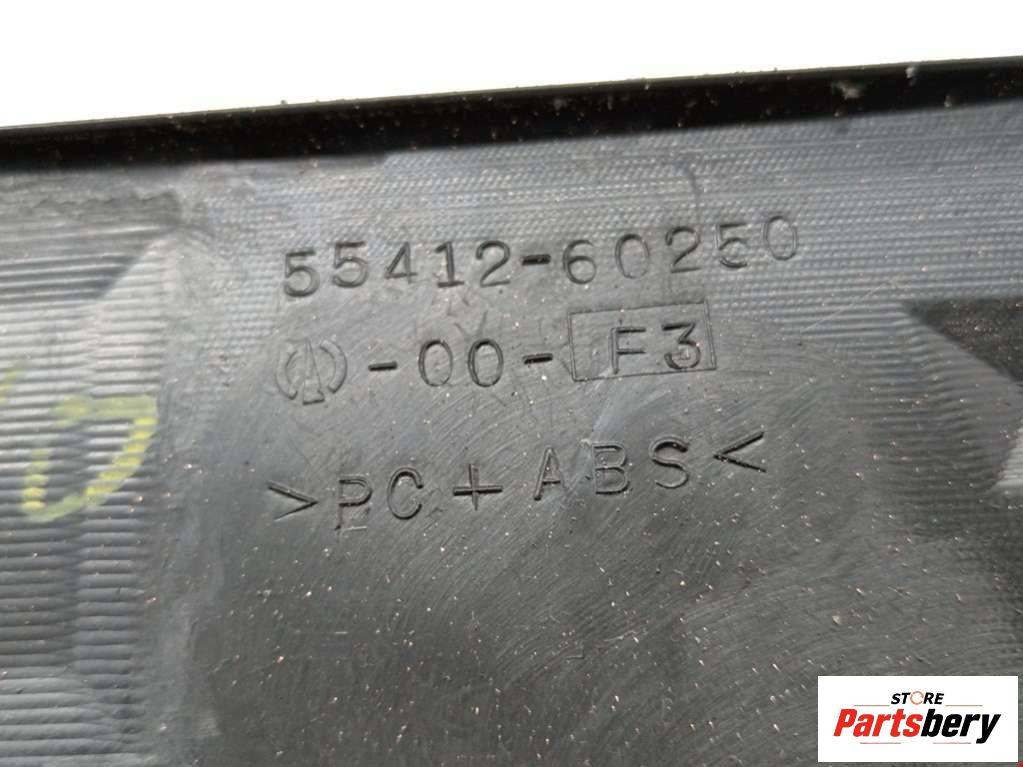 55412-60250
-00-F3
>PC+ABS<
STORE
Partsbery